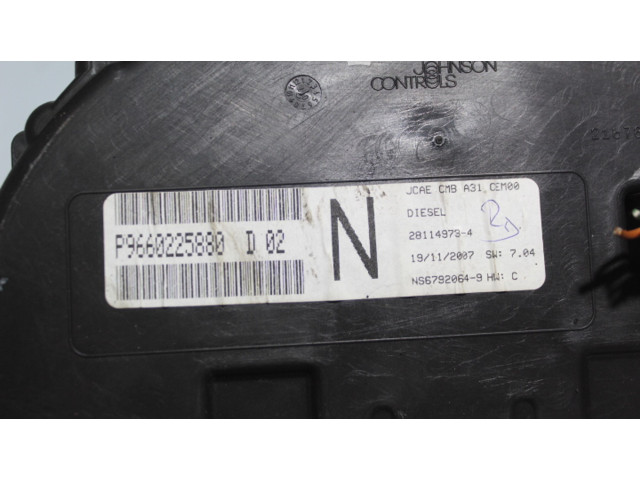 JOHNSON
CONTROLS
JCAE CMB A31 CEM00
DIESEL
28114973-4
19/11/2007 SW: 7.04
NS6792064-9 HW: C
P9660225880 D 02
N